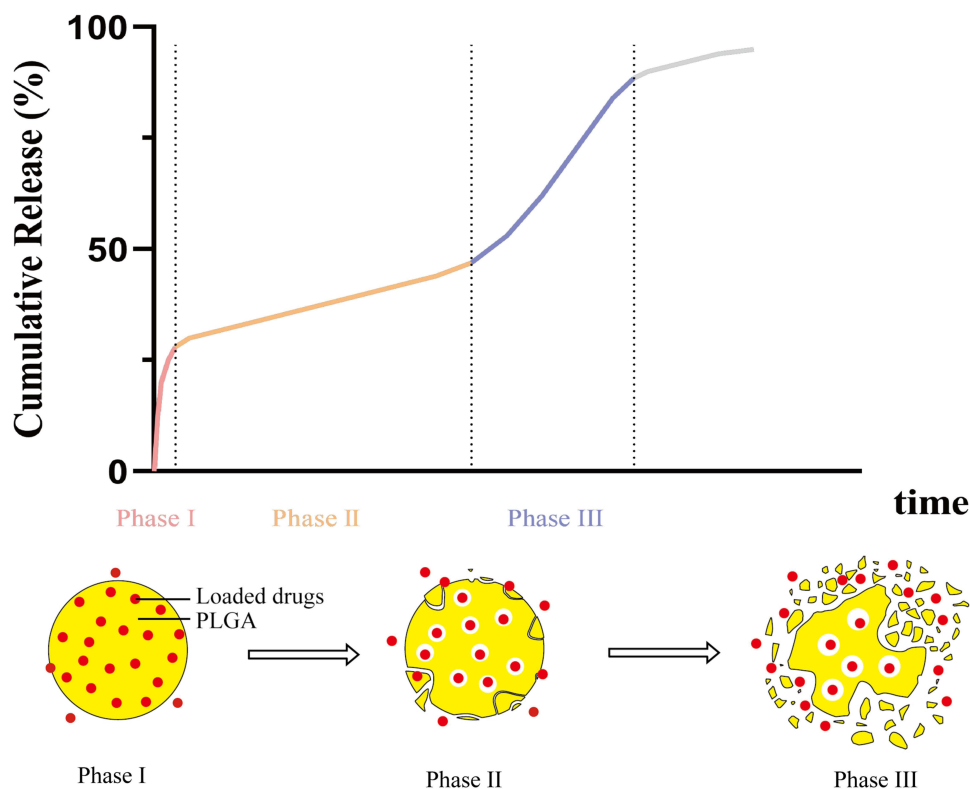 100
50
0
Cumulative Release (%)
time
Phase I
Phase II
Phase III
Loaded drugs
PLGA
Phase I
Phase II
Phase III